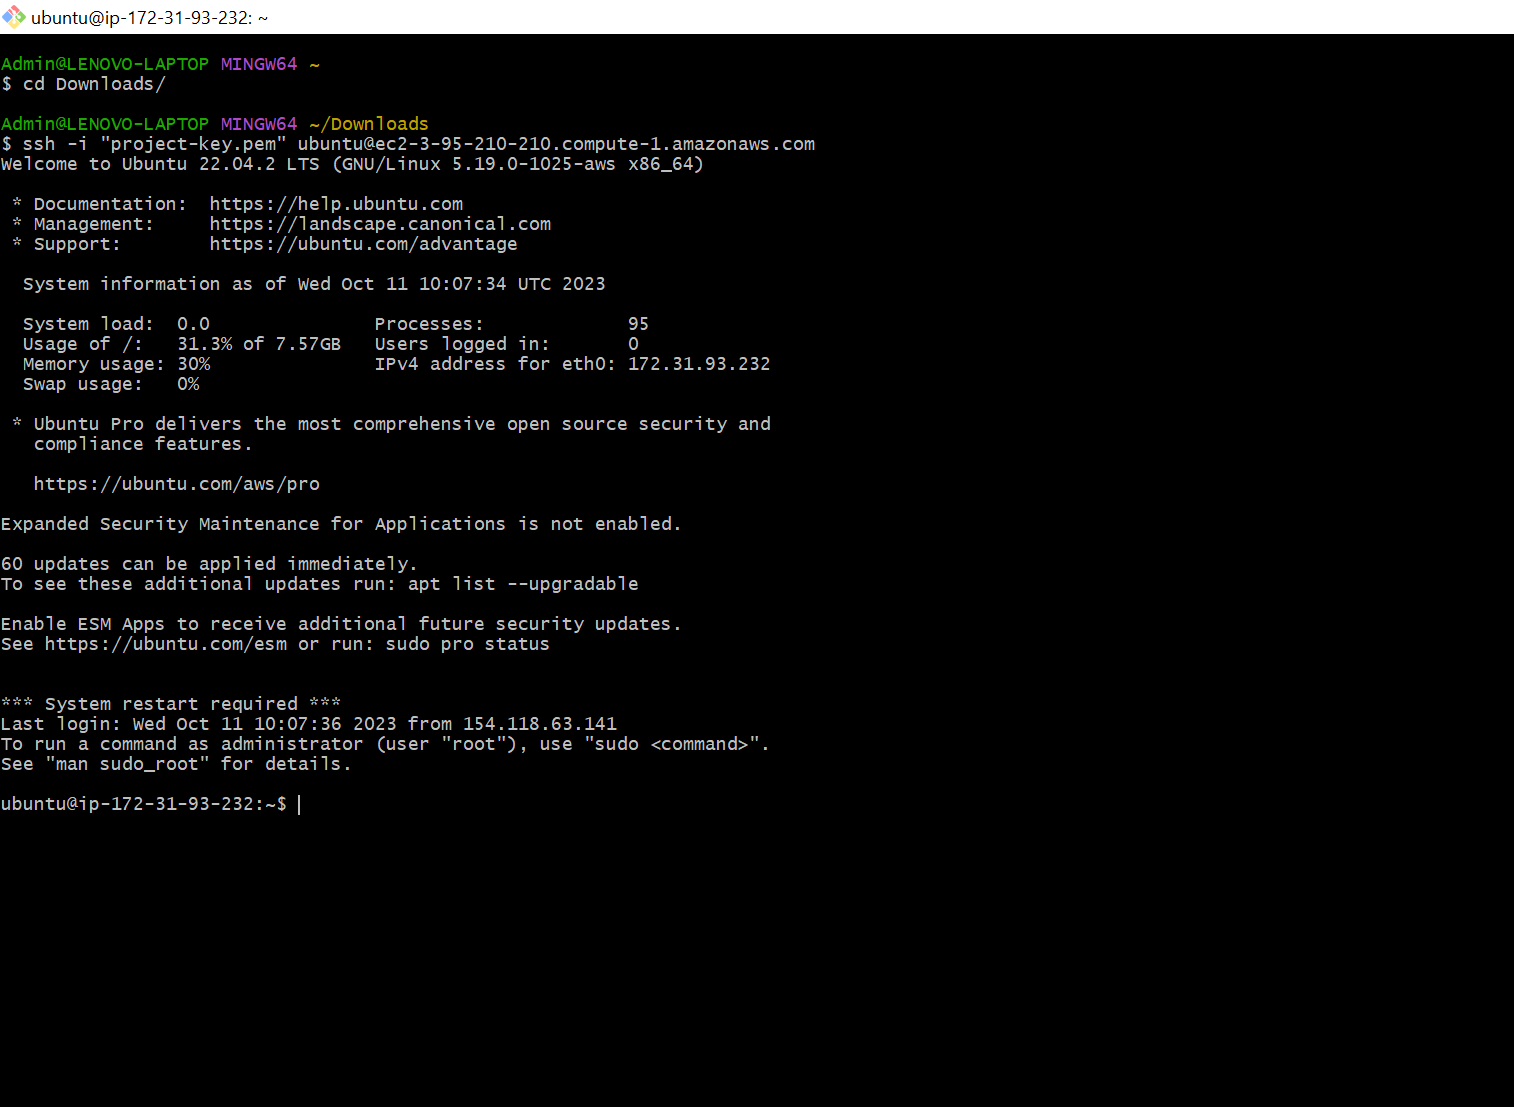 ubuntu@ip-172-31-93-232: ~
Admin@LENOVO-LAPTOP MINGW64 ~
$ cd Downloads/
Admin@LENOVO-LAPTOP MINGW64 ~/Downloads
$ ssh -i "project-key.pem" ubuntu@ec2-3-95-210-210.compute-1.amazonaws.com
Welcome to Ubuntu 22.04.2 LTS (GNU/Linux 5.19.0-1025-aws x86_64)
* Documentation:  https://help.ubuntu.com
* Management:     https://landscape.canonical.com
* Support:        https://ubuntu.com/advantage
System information as of Wed Oct 11 10:07:34 UTC 2023
System load:  0.0               Processes:             95
Usage of /:   31.3% of 7.57GB   Users logged in:       0
Memory usage: 30%               IPv4 address for eth0: 172.31.93.232
Swap usage:   0%
* Ubuntu Pro delivers the most comprehensive open source security and
compliance features.
https://ubuntu.com/aws/pro
Expanded Security Maintenance for Applications is not enabled.
60 updates can be applied immediately.
To see these additional updates run: apt list --upgradable
Enable ESM Apps to receive additional future security updates.
See https://ubuntu.com/esm or run: sudo pro status
*** System restart required ***
Last login: Wed Oct 11 10:07:36 2023 from 154.118.63.141
To run a command as administrator (user "root"), use "sudo <command>".
See "man sudo_root" for details.
ubuntu@ip-172-31-93-232:~$